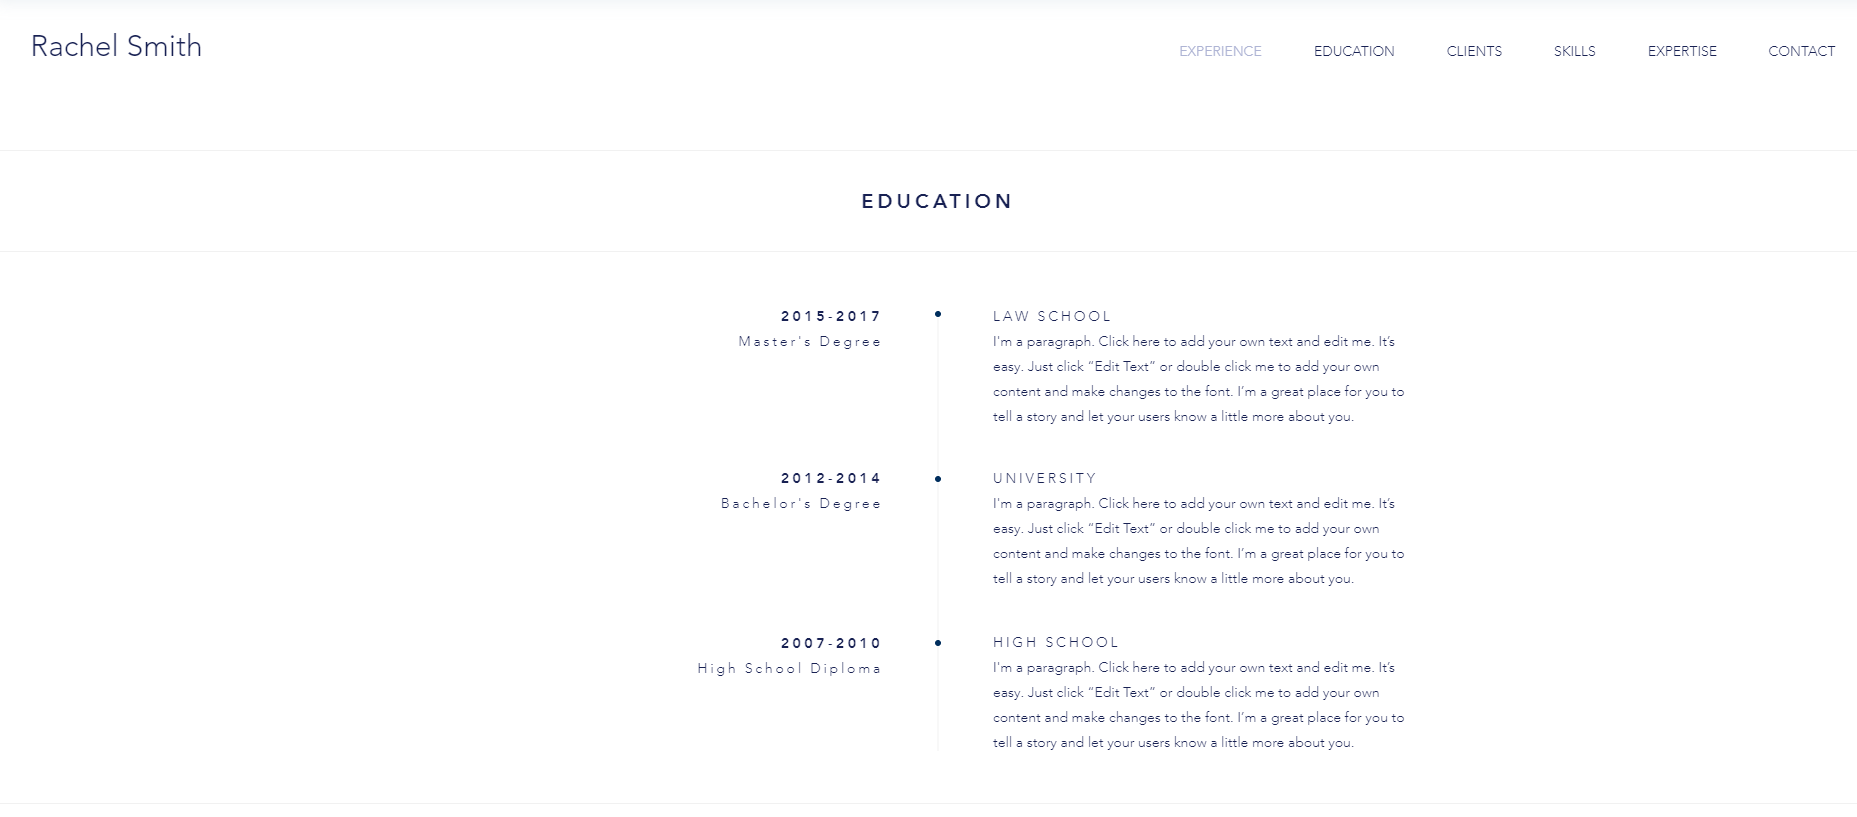 Rachel Smith
EXPERIENCE EDUCATION CLIENTS SKILLS EXPERTISE CONTACT
EDUCATION
2015-2017
Master's Degree
LAW SCHOOL
I'm a paragraph. Click here to add your own text and edit me. It’s
easy. Just click “Edit Text” or double click me to add your own
content and make changes to the font. I’m a great place for you to
tell a story and let your users know a little more about you.
2012-2014
Bachelor's Degree
UNIVERSITY
I'm a paragraph. Click here to add your own text and edit me. It’s
easy. Just click “Edit Text” or double click me to add your own
content and make changes to the font. I’m a great place for you to
tell a story and let your users know a little more about you.
2007-2010
High School Diploma
HIGH SCHOOL
I'm a paragraph. Click here to add your own text and edit me. It’s
easy. Just click “Edit Text” or double click me to add your own
content and make changes to the font. I’m a great place for you to
tell a story and let your users know a little more about you.